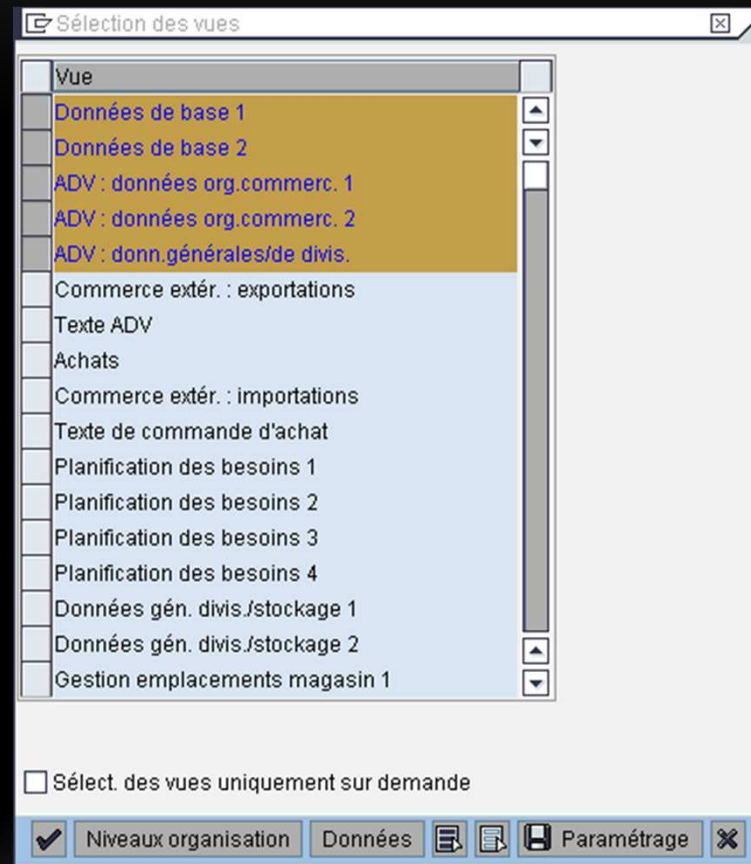 Sélection des vues
Vue
Données de base 1
Données de base 2
ADV : données org.commerc. 1
ADV : données org.commerc. 2
ADV : donn.générales/de divis.
Commerce extér. : exportations
Texte ADV
Achats
Commerce extér. : importations
Texte de commande d'achat
Planification des besoins 1
Planification des besoins 2
Planification des besoins 3
Planification des besoins 4
Données gén. divis./stockage 1
Données gén. divis./stockage 2
Gestion emplacements magasin 1
Sélect. des vues uniquement sur demande
Niveaux organisation Données Paramétrage